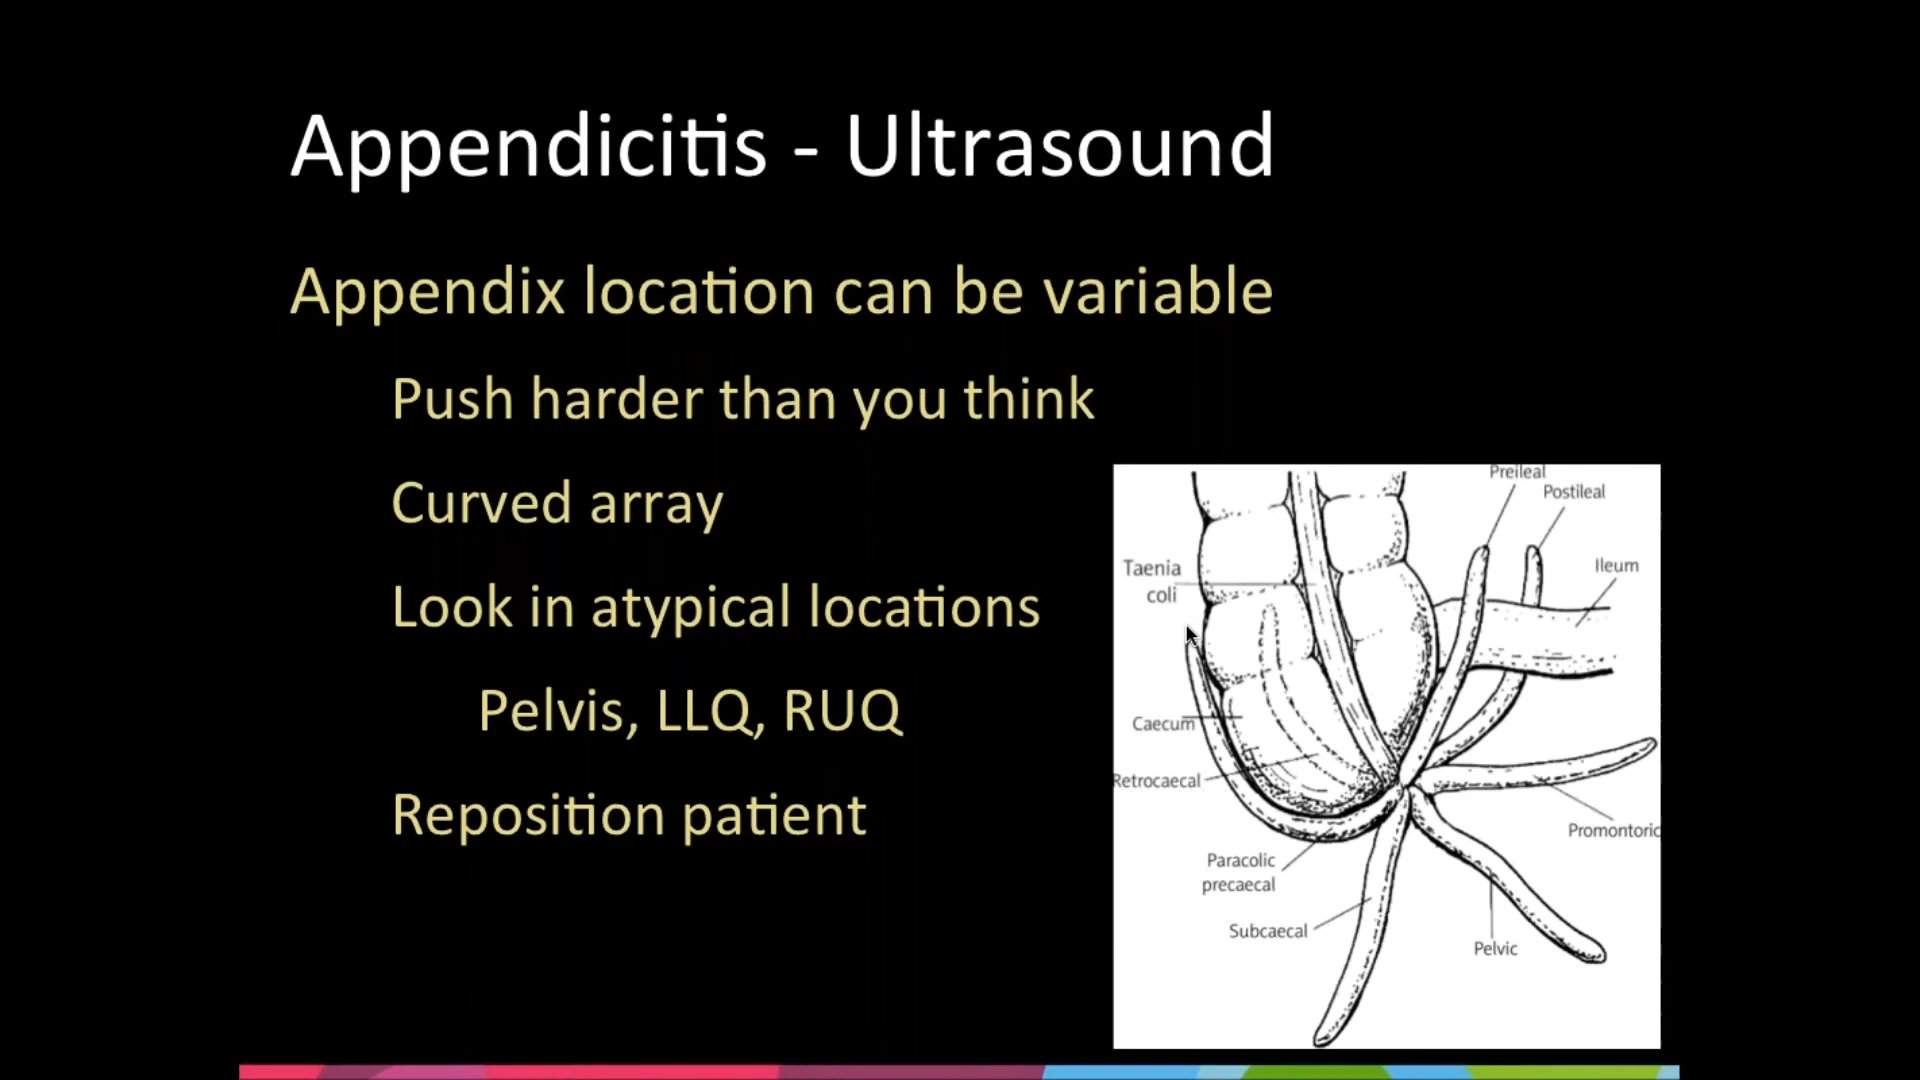 Appendicitis - Ultrasound
Appendix location can be variable
Push harder than you think
Curved array
Look in atypical locations
Pelvis, LLQ, RUQ
Reposition patient
Preileal
Postileal
Ileum
Taenia
coli
Caecum
Retrocaecal
Promontoric
Paracolic
precaecal
Subcaecal
Pelvic